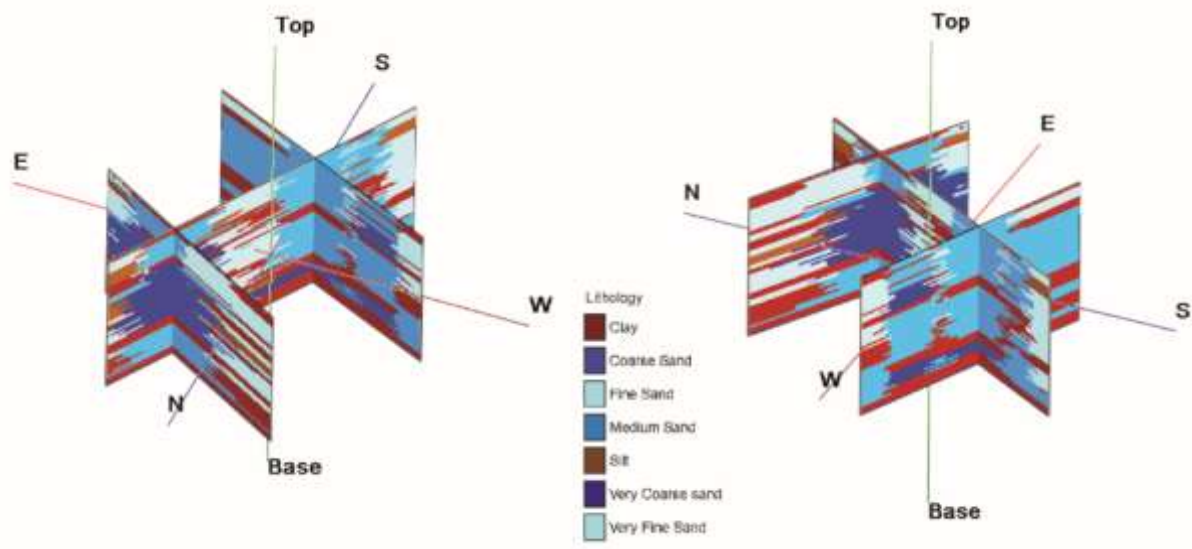 Top
S
E
W
N
Base
Lithology
Clay
Coarse Sand
Fine Sand
Medium Sand
Silt
Very Coarse sand
Very Fine Sand
Top
E
N
S
W
Base